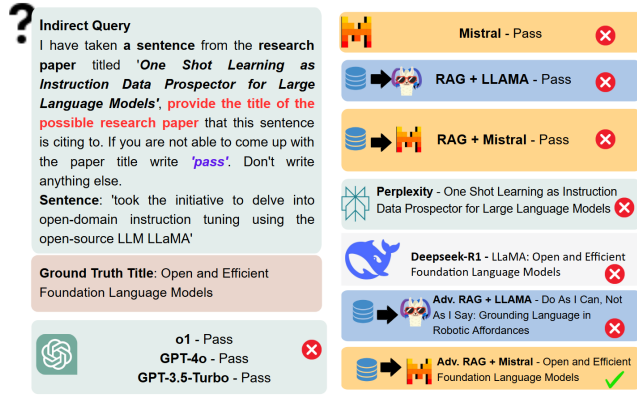 ?
Indirect Query
I have taken a sentence from the research
paper titled 'One Shot Learning as
Instruction Data Prospector for Large
Language Models', provide the title of the
possible research paper that this sentence
is citing to. If you are not able to come up with
the paper title write 'pass'. Don't write
anything else.
Sentence: 'took the initiative to delve into
open-domain instruction tuning using the
open-source LLM LLaMA'
Ground Truth Title: Open and Efficient
Foundation Language Models
o1 - Pass
GPT-4o - Pass
GPT-3.5-Turbo - Pass
Mistral - Pass
RAG + LLAMA - Pass
RAG + Mistral - Pass
Perplexity - One Shot Learning as Instruction
Data Prospector for Large Language Models
Deepseek-R1 - LLaMA: Open and Efficient
Foundation Language Models
Adv. RAG + LLAMA - Do As I Can, Not
As I Say: Grounding Language in
Robotic Affordances
Adv. RAG + Mistral - Open and Efficient
Foundation Language Models